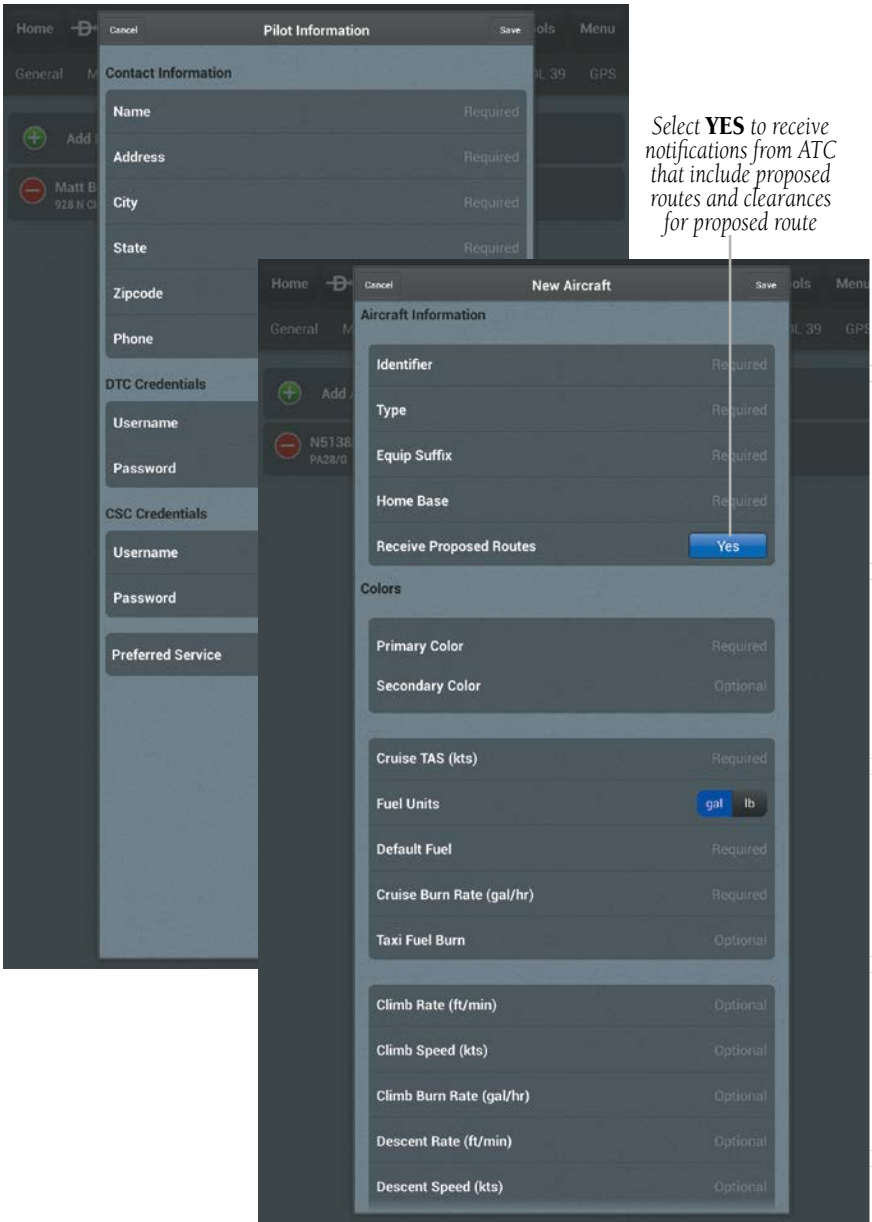 Home
Cancel
Pilot Information
Save
ols
Menu
General
M
Contact Information
DL 39
GPS
Name
Required
Add
Address
Required
Matt B
928 N Cl
City
Required
State
Required
Zipcode
Phone
DTC Credentials
Username
Password
CSC Credentials
Username
Password
Preferred Service
Select YES to receive
notifications from ATC
that include proposed
routes and clearances
for proposed route
Home
Cancel
New Aircraft
Save
ols
Menu
General
M
Aircraft Information
DL 39
GPS
Identifier
Required
Add
Type
Required
N5138
PA28/G
Equip Suffix
Required
Home Base
Required
Receive Proposed Routes
Yes
Colors
Primary Color
Required
Secondary Color
Optional
Cruise TAS (kts)
Required
Fuel Units
gal lb
Default Fuel
Required
Cruise Burn Rate (gal/hr)
Required
Taxi Fuel Burn
Optional
Climb Rate (ft/min)
Optional
Climb Speed (kts)
Optional
Climb Burn Rate (gal/hr)
Optional
Descent Rate (ft/min)
Optional
Descent Speed (kts)
Optional